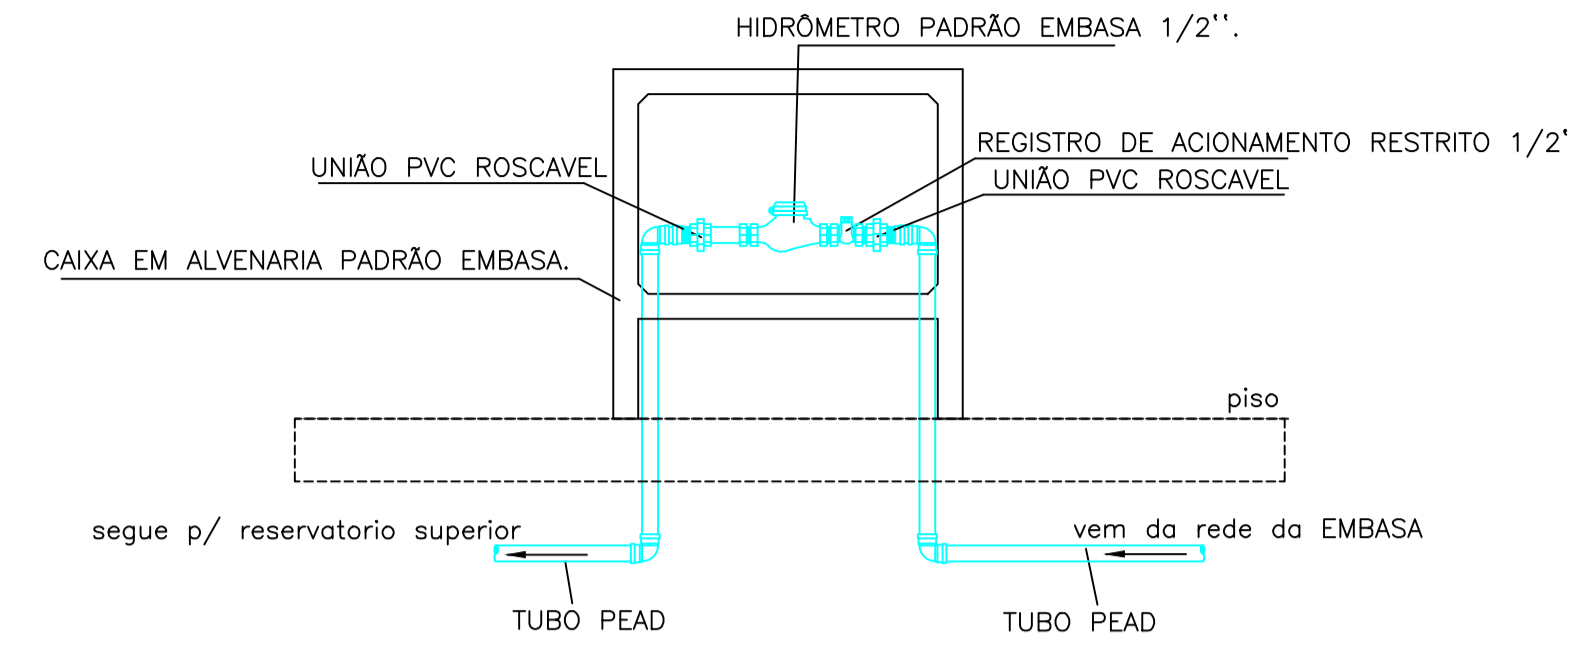 HIDRÔMETRO PADRÃO EMBASA 1/2‘‘.
REGISTRO DE ACIONAMENTO RESTRITO 1/2‘
UNIÃO PVC ROSCAVEL
UNIÃO PVC ROSCAVEL
CAIXA EM ALVENARIA PADRÃO EMBASA.
piso
segue p/ reservatorio superior
vem da rede da EMBASA
TUBO PEAD
TUBO PEAD